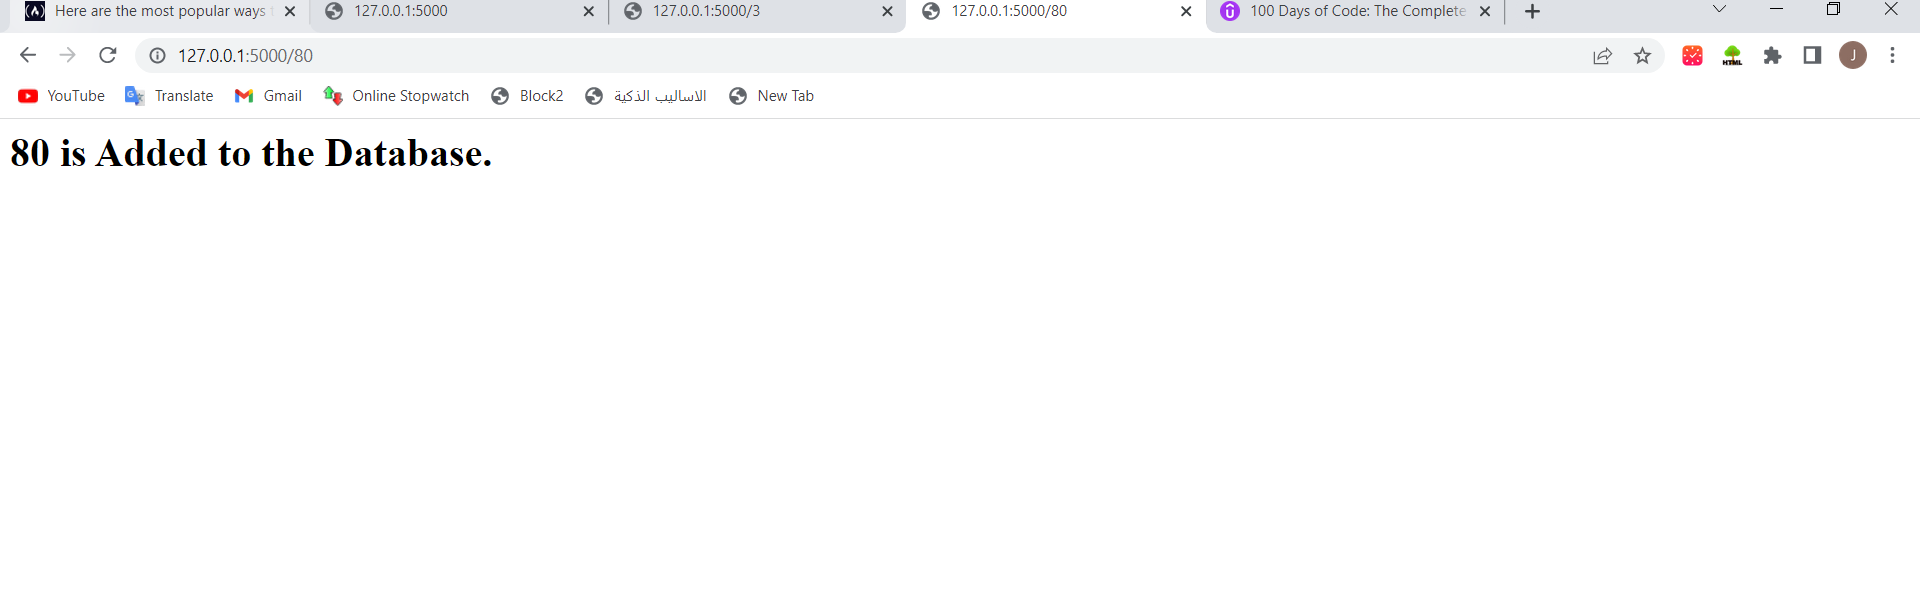 Here are the most popular ways t
127.0.0.1:5000
127.0.0.1:5000/3
127.0.0.1:5000/80
100 Days of Code: The Complete
127.0.0.1:5000/80
HTML
J
YouTube
Translate
Gmail
Online Stopwatch
Block2
الاساليب الذكية
New Tab
80 is Added to the Database.